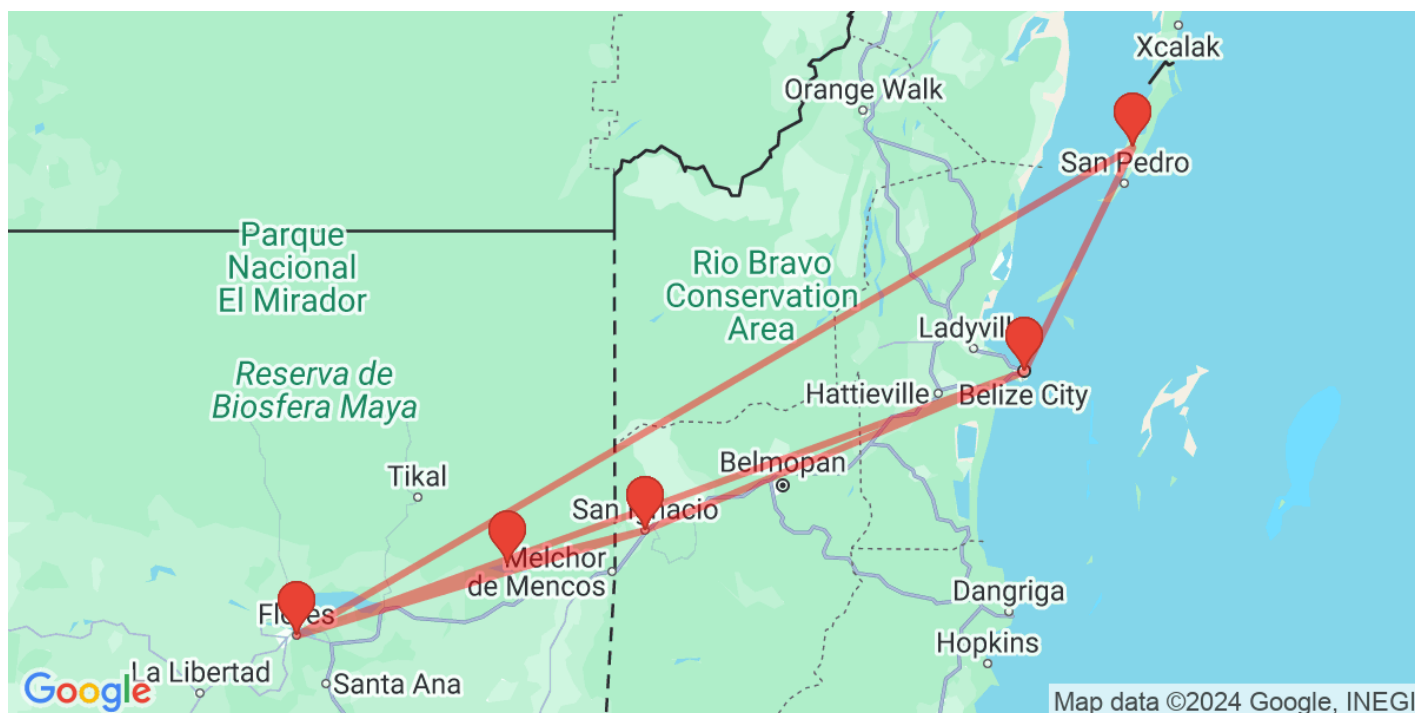 Xcalak
Orange Walk
San Pedro
Parque
Nacional
El Mirador
Rio Bravo
Conservation
Area
Ladyville
Reserva de
Biosfera Maya
Hattieville
Belize City
Belmopan
Tikal
San Ignacio
Melchor
de Mencos
Dangriga
Flores
Hopkins
La Libertad
Santa Ana
Google
Map data ©2024 Google, INEGI